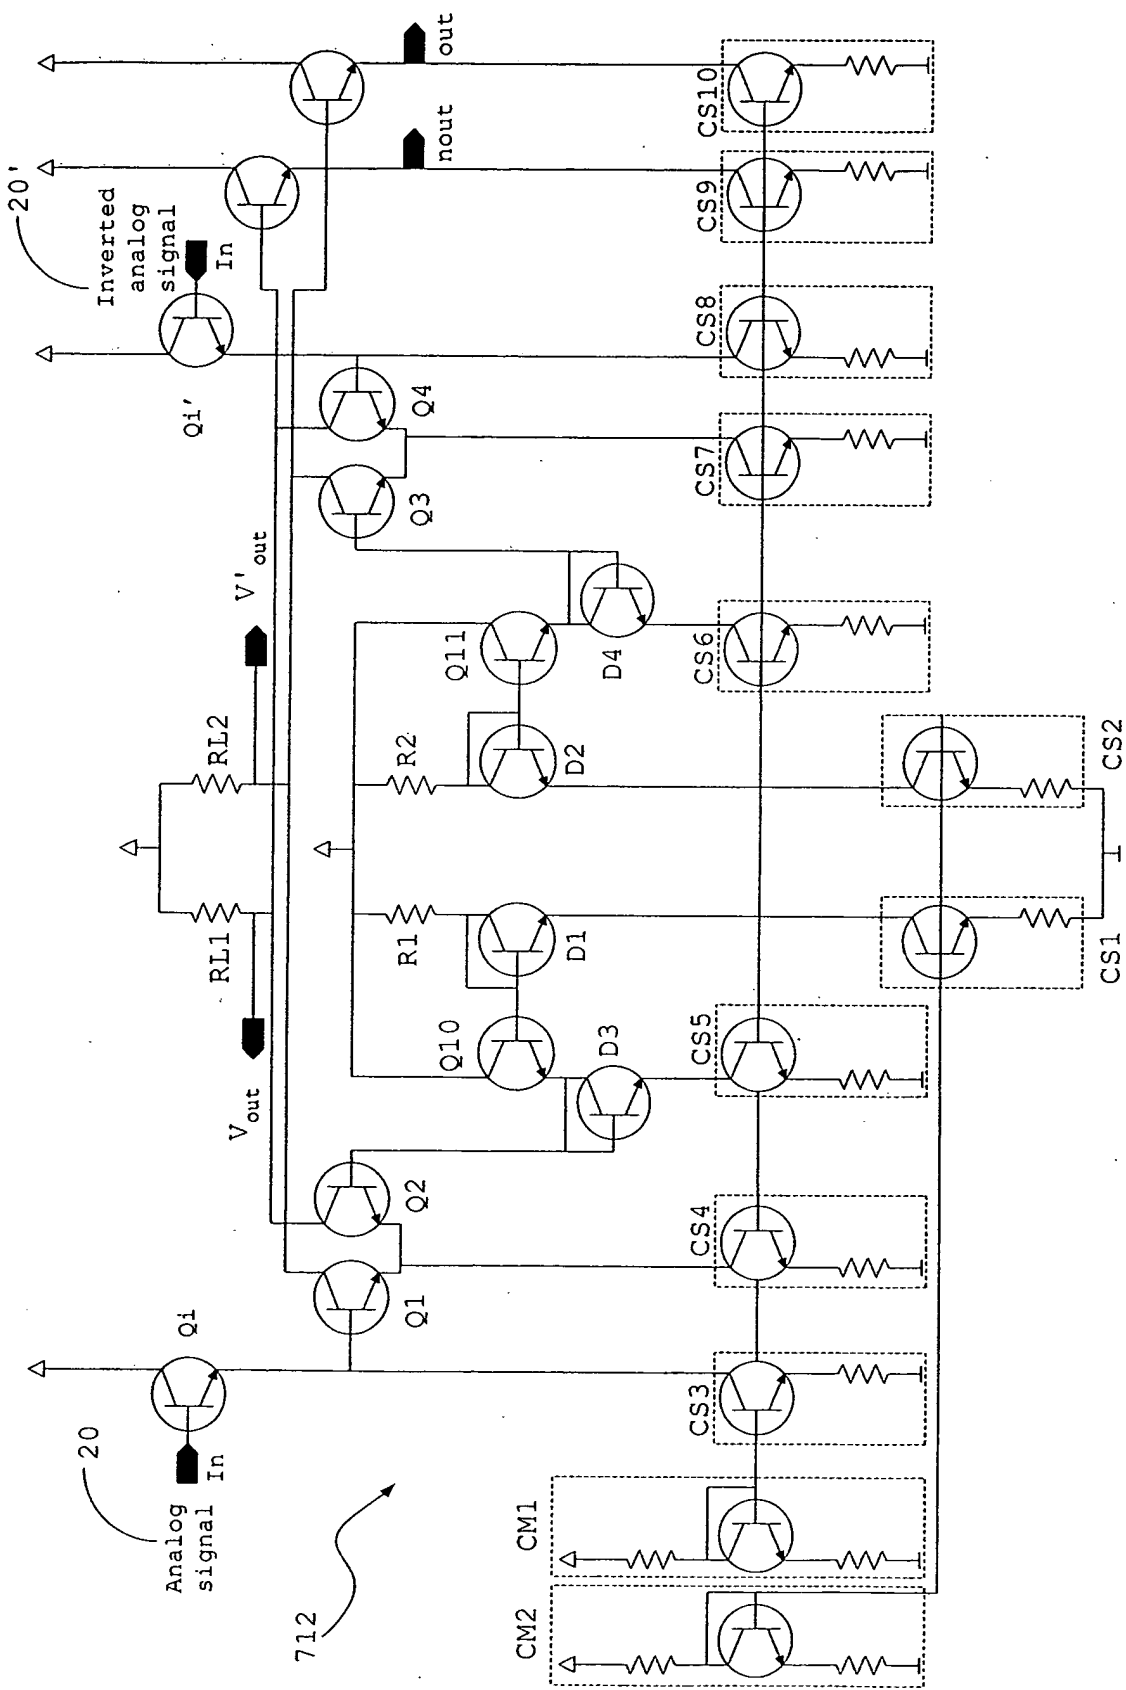 20
Analog
signal
In
Qi
712
CM2
CM1
CS3
Q1
Q2
CS4
Vout
RL1
RL2
V'out
Q10
R1
D1
D3
CS5
R2
D2
Q11
D4
CS6
CS1
CS2
Q3
Q4
CS7
CS8
Qi'
20'
Inverted
analog
signal
In
nout
out
CS9
CS10